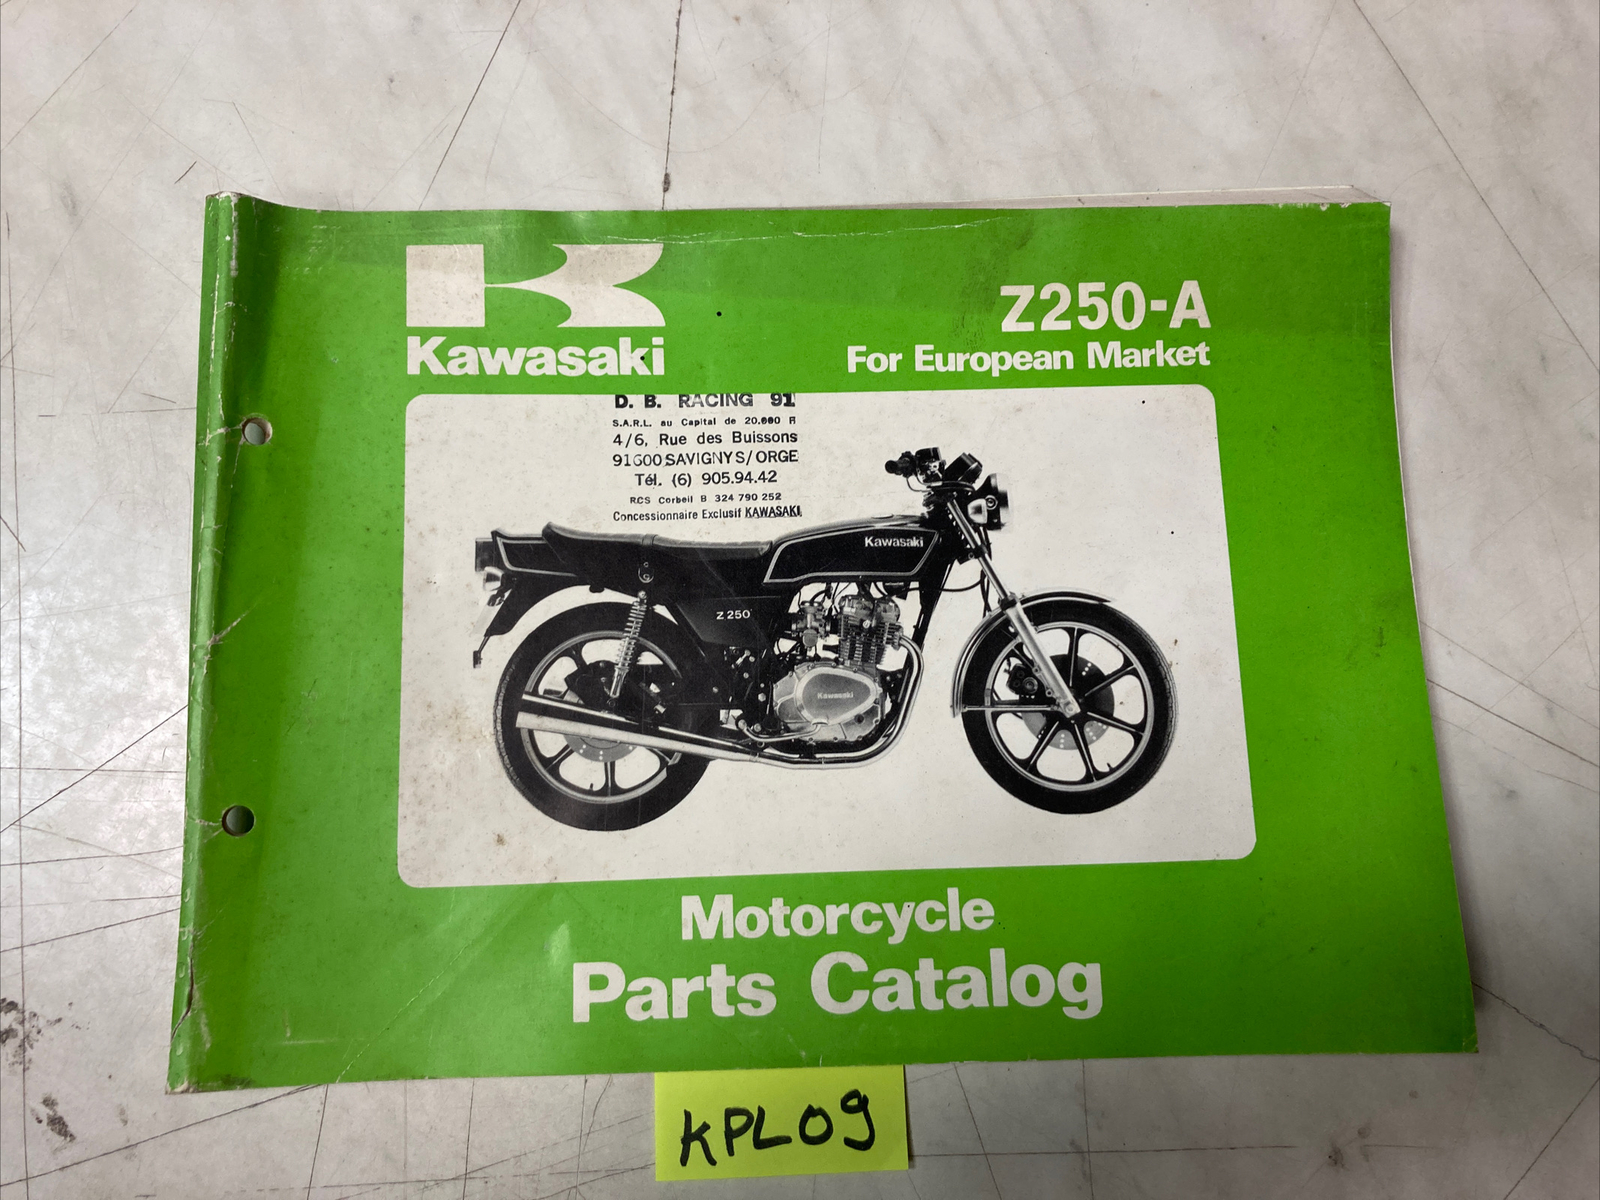 Kawasaki
Z250-A
For European Market
D. B. RACING 91
S.A.R.L. au Capital de 20.000 F
4/6, Rue des Buissons
91600 SAVIGNY S/ORGE
Tél. (6) 905.94.42
RCS Corbeil B 324 790 252
Concessionnaire Exclusif KAWASAKI
Kawasaki
Z250
Kawasaki
Motorcycle
Parts Catalog
KPL09